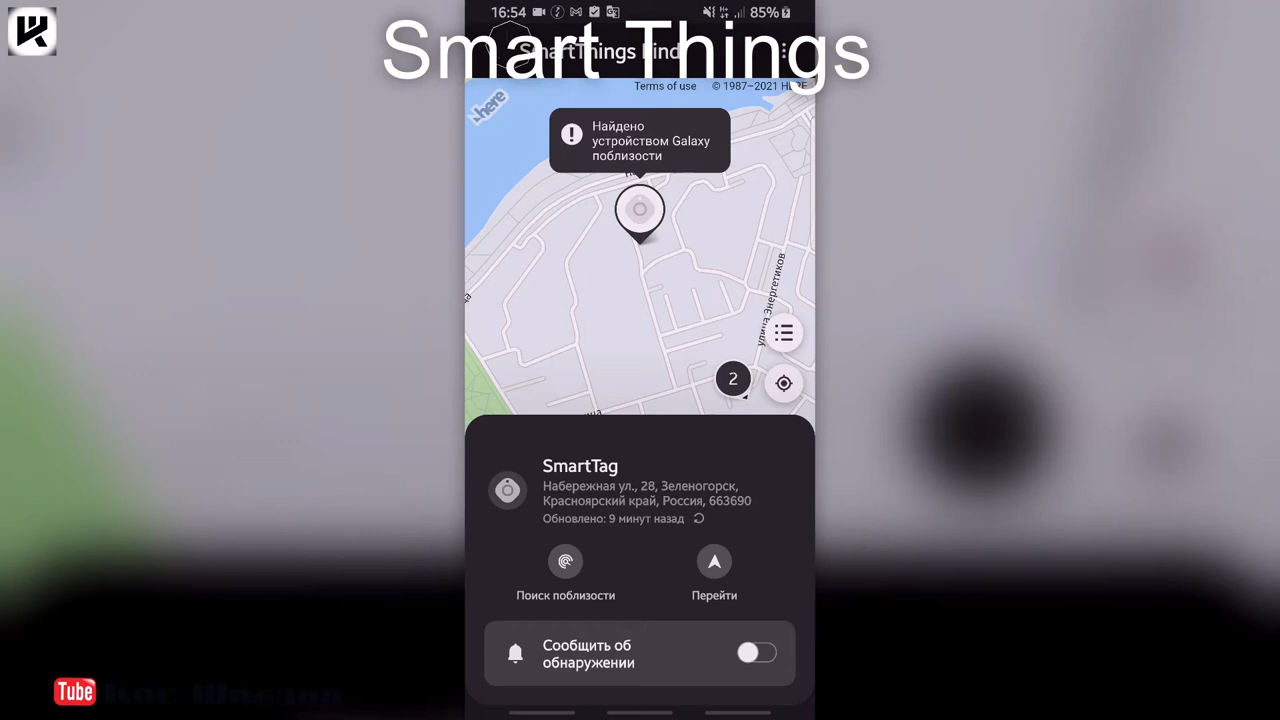 16:54
85%
Smart Things
SmartThings Find
Terms of use © 1987–2021 HERE
here
Найдено
устройством Galaxy
поблизости
улица Энергетиков
2
SmartTag
Набережная ул., 28, Зеленогорск,
Красноярский край, Россия, 663690
Обновлено: 9 минут назад
Поиск поблизости
Перейти
Сообщить об
обнаружении
Tube